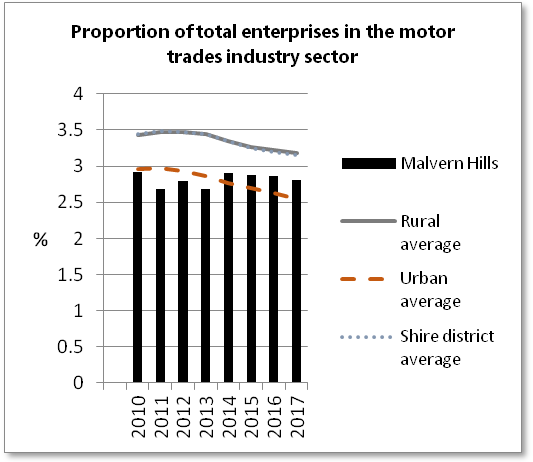 Proportion of total enterprises in the motor
trades industry sector
4
3.5
3
2.5
2
1.5
1
0.5
0
%
2010
2011
2012
2013
2014
2015
2016
2017
Malvern Hills
Rural
average
Urban
average
Shire district
average